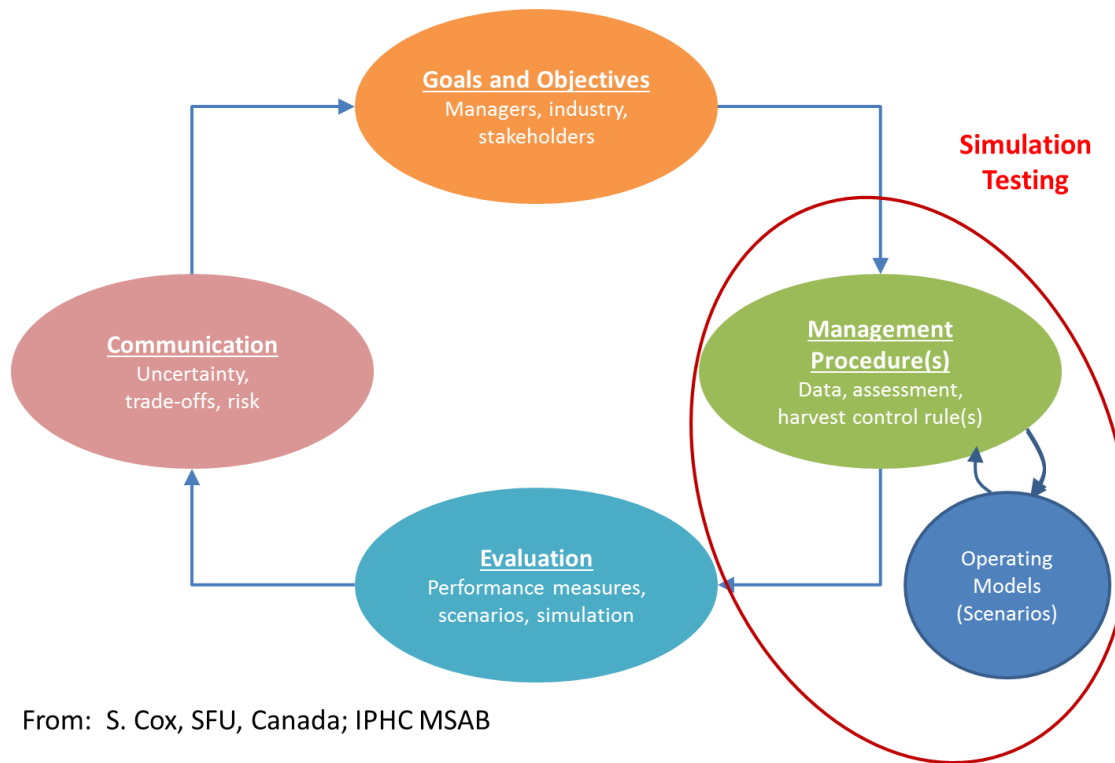 Goals and Objectives
Managers, industry,
stakeholders
Simulation
Testing
Management
Procedure(s)
Data, assessment,
harvest control rule(s)
Communication
Uncertainty,
trade-offs, risk
Operating
Models
(Scenarios)
Evaluation
Performance measures,
scenarios, simulation
From:  S. Cox, SFU, Canada; IPHC MSAB